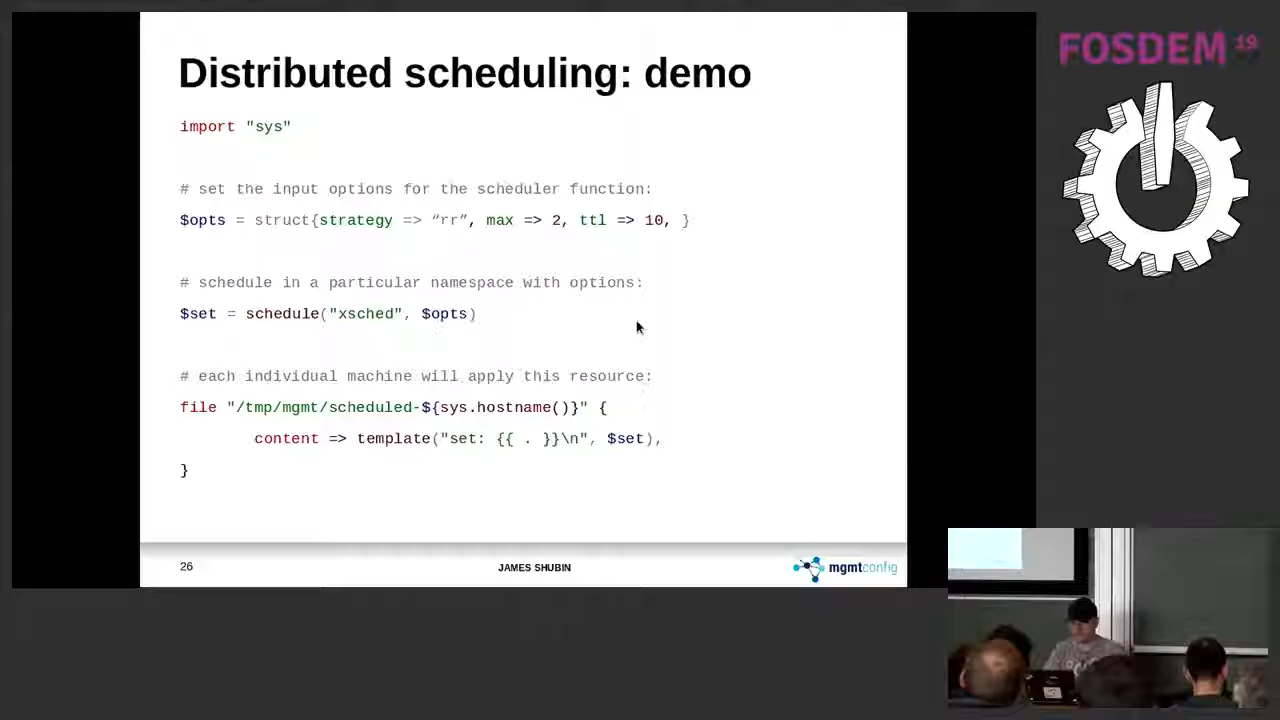 Distributed scheduling: demo
import "sys"
# set the input options for the scheduler function:
$opts = struct{strategy => “rr”, max => 2, ttl => 10, }
# schedule in a particular namespace with options:
$set = schedule("xsched", $opts)
# each individual machine will apply this resource:
file "/tmp/mgmt/scheduled-${sys.hostname()}" {
content => template("set: {{ . }}\n", $set),
}
26
JAMES SHUBIN
mgmtconfig
FOSDEM 19